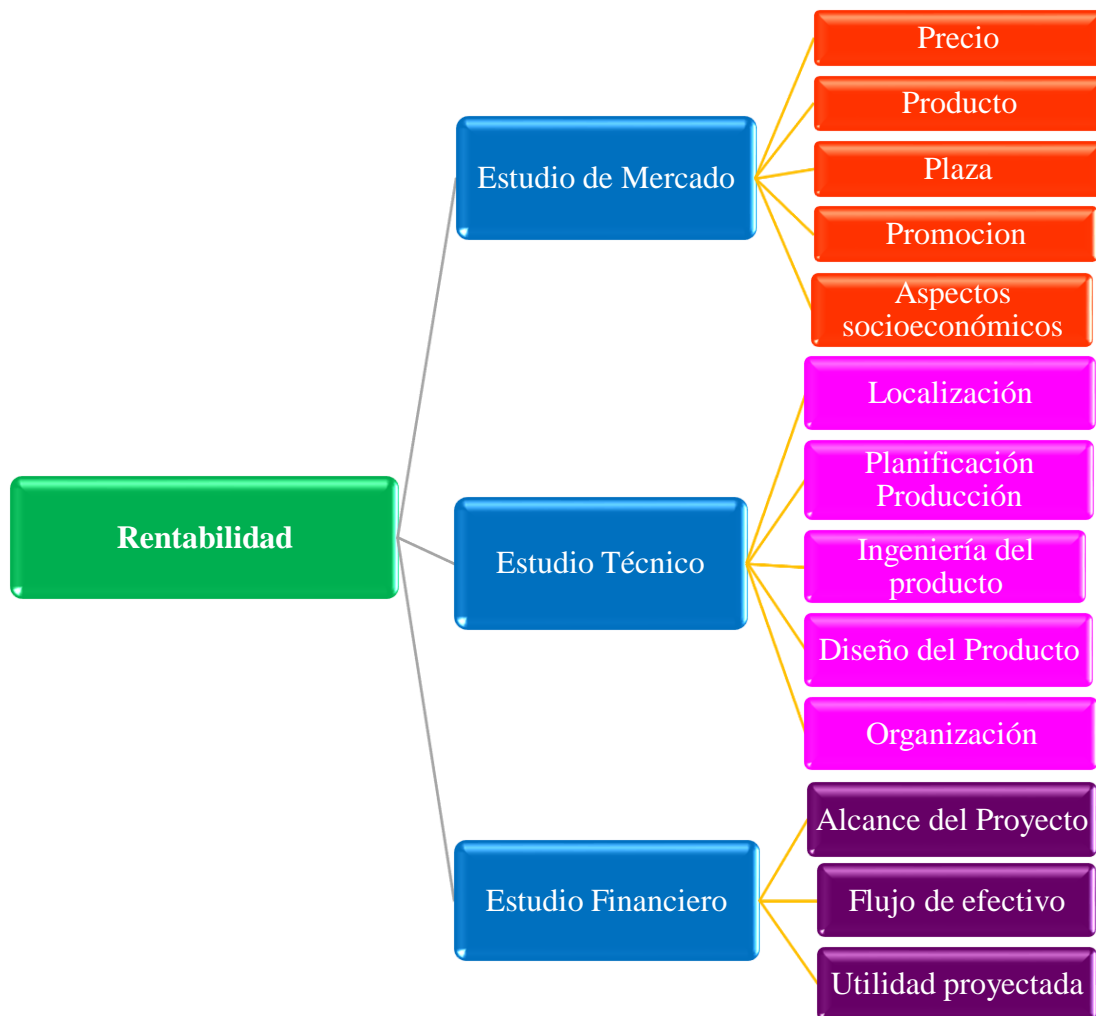 Rentabilidad
Estudio de Mercado
Precio
Producto
Plaza
Promocion
Aspectos
socioeconómicos
Estudio Técnico
Localización
Planificación
Producción
Ingeniería del
producto
Diseño del Producto
Organización
Estudio Financiero
Alcance del Proyecto
Flujo de efectivo
Utilidad proyectada